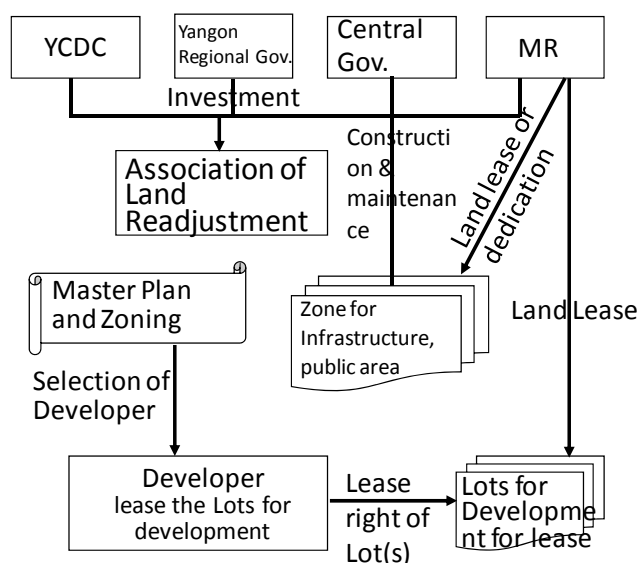 YCDC
Yangon
Regional Gov.
Central
Gov.
MR
Investment
Association of
Land
Readjustment
Constructi
on &
maintenan
ce
Land lease or
dedication
Master Plan
and Zoning
Zone for
Infrastructure,
public area
Land Lease
Selection of
Developer
Developer
lease the Lots for
development
Lease
right of
Lot(s)
Lots for
Developme
nt for lease